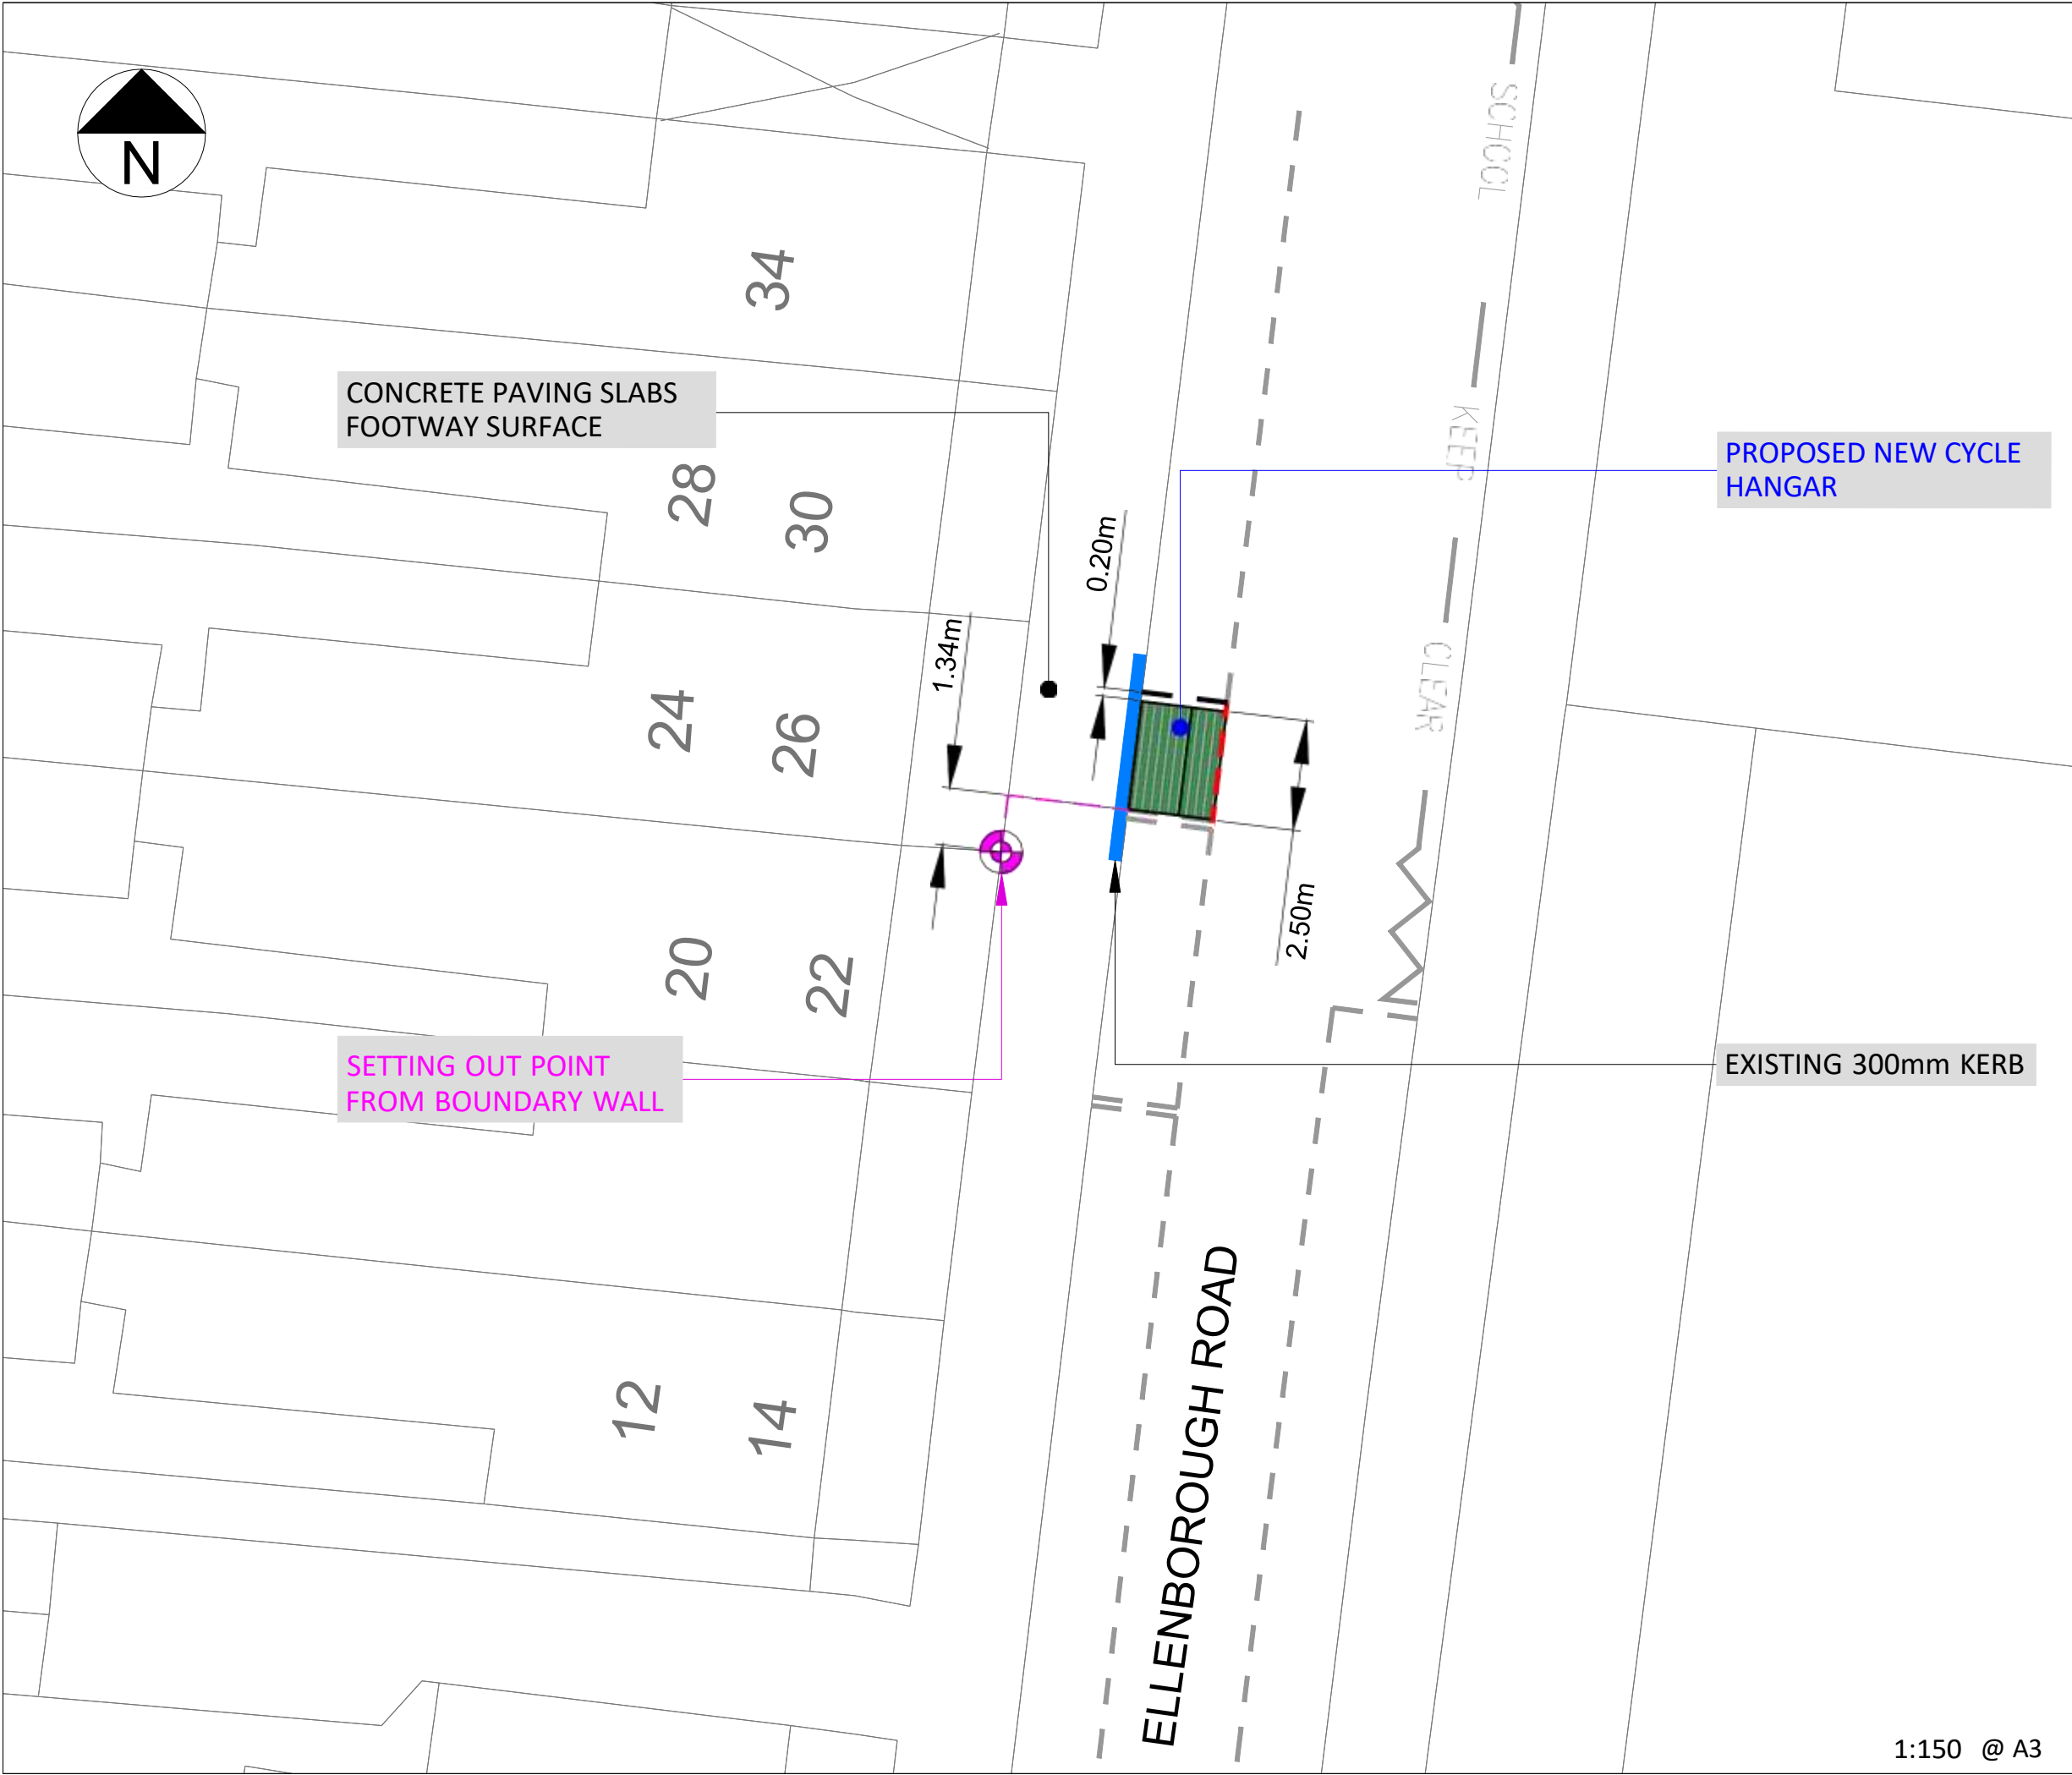 N
SCHOOL
34
CONCRETE PAVING SLABS
FOOTWAY SURFACE
KEEP
PROPOSED NEW CYCLE
HANGAR
28
30
0.20m
1.34m
CLEAR
24
26
2.50m
20
22
SETTING OUT POINT
FROM BOUNDARY WALL
EXISTING 300mm KERB
ELLENBOROUGH ROAD
12
14
1:150 @ A3